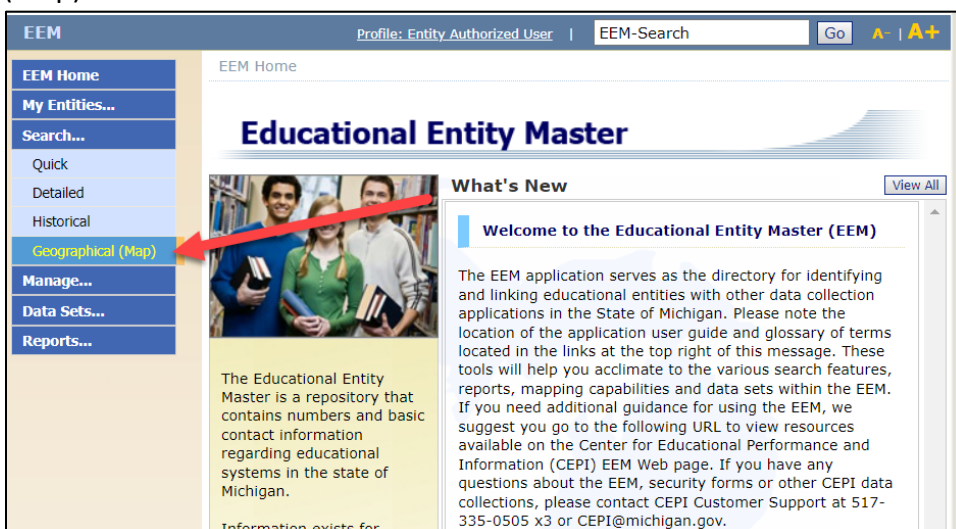 EEM
Profile: Entity Authorized User | EEM-Search Go A- | A+
EEM Home
My Entities...
Search...
Quick
Detailed
Historical
Geographical (Map)
Manage...
Data Sets...
Reports...
EEM Home
Educational Entity Master
The Educational Entity
Master is a repository that
contains numbers and basic
contact information
regarding educational
systems in the state of
Michigan.
Information exists for
What's New
View All
Welcome to the Educational Entity Master (EEM)
The EEM application serves as the directory for identifying
and linking educational entities with other data collection
applications in the State of Michigan. Please note the
location of the application user guide and glossary of terms
located in the links at the top right of this message. These
tools will help you acclimate to the various search features,
reports, mapping capabilities and data sets within the EEM.
If you need additional guidance for using the EEM, we
suggest you go to the following URL to view resources
available on the Center for Educational Performance and
Information (CEPI) EEM Web page. If you have any
questions about the EEM, security forms or other CEPI data
collections, please contact CEPI Customer Support at 517-
335-0505 x3 or CEPI@michigan.gov.